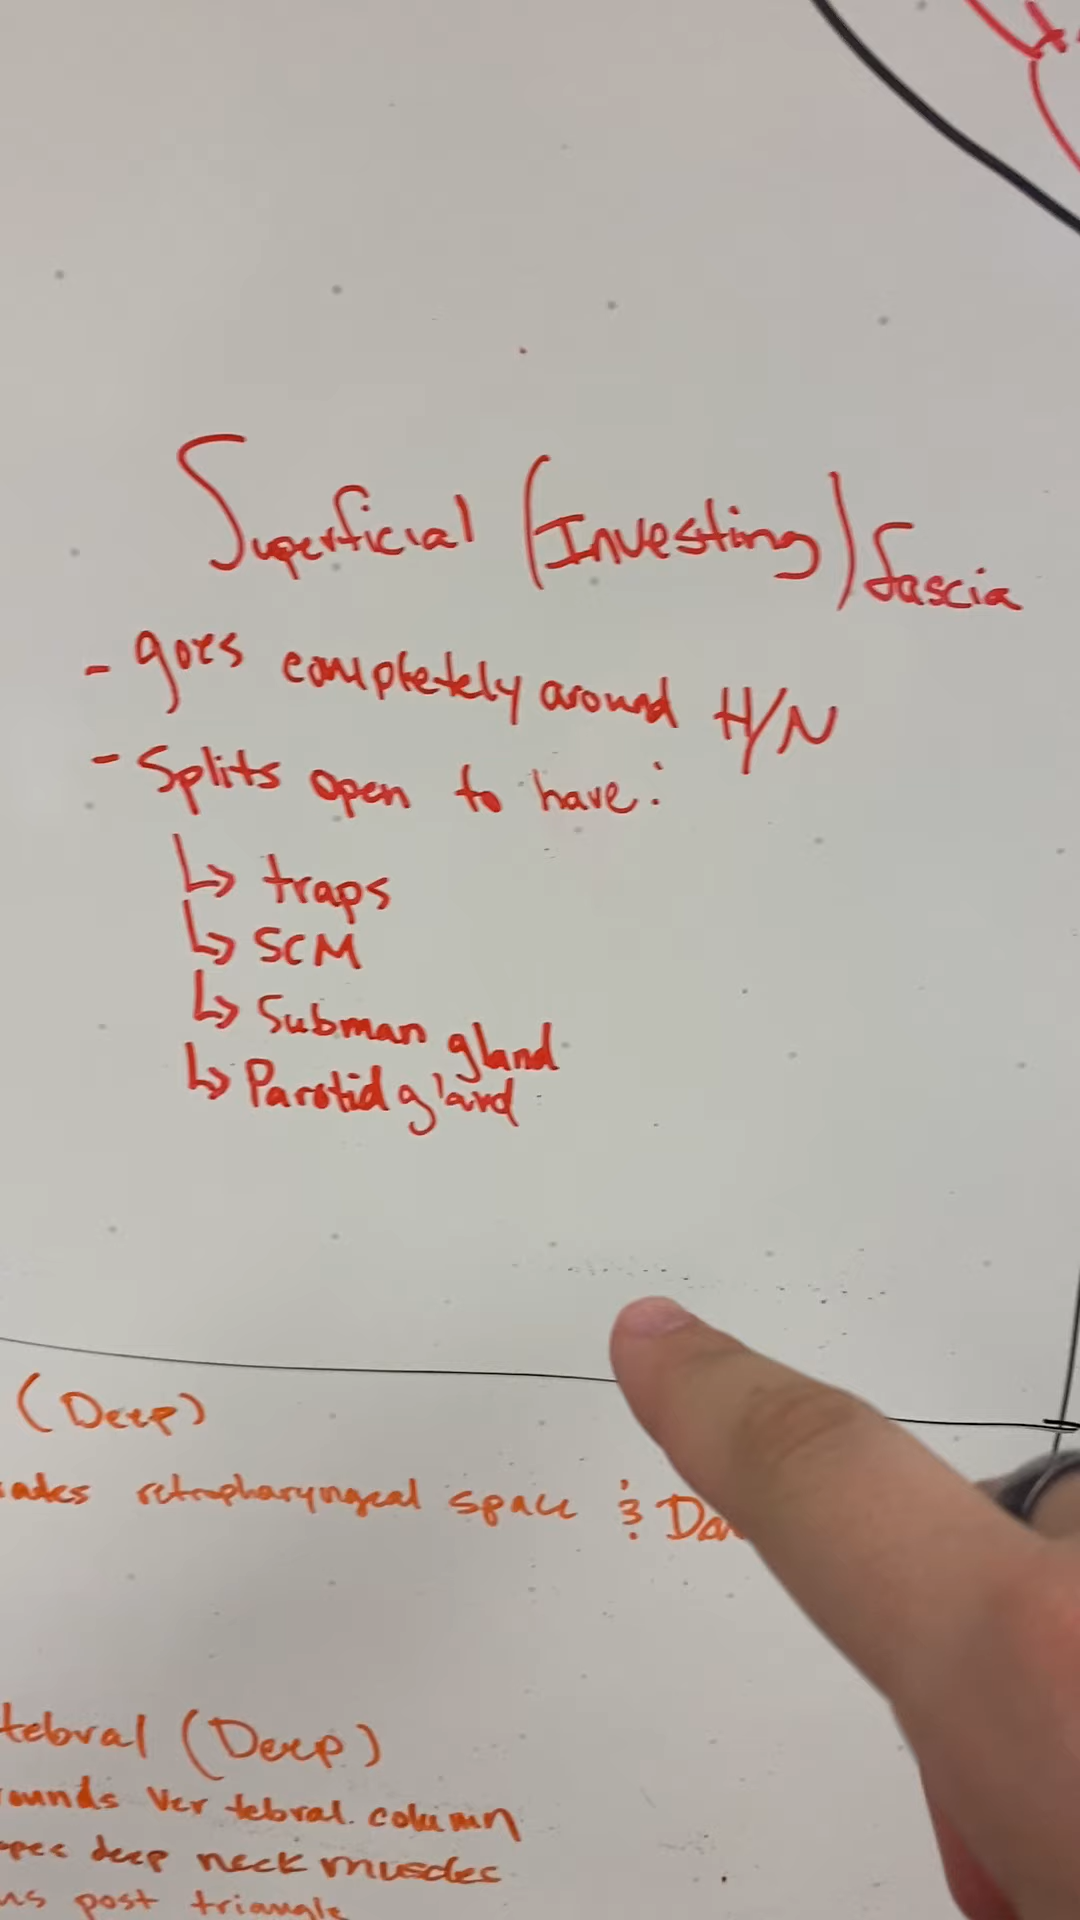 Superficial (Investing) fascia
- goes completely around H/N
- Splits open to have:
↳ traps
↳ SCM
↳ Subman gland
↳ Parotid gland
(Deep)
retropharyngeal space &
tebral (Deep)
ounds Vertebral column
deep neck muscles
post triangle